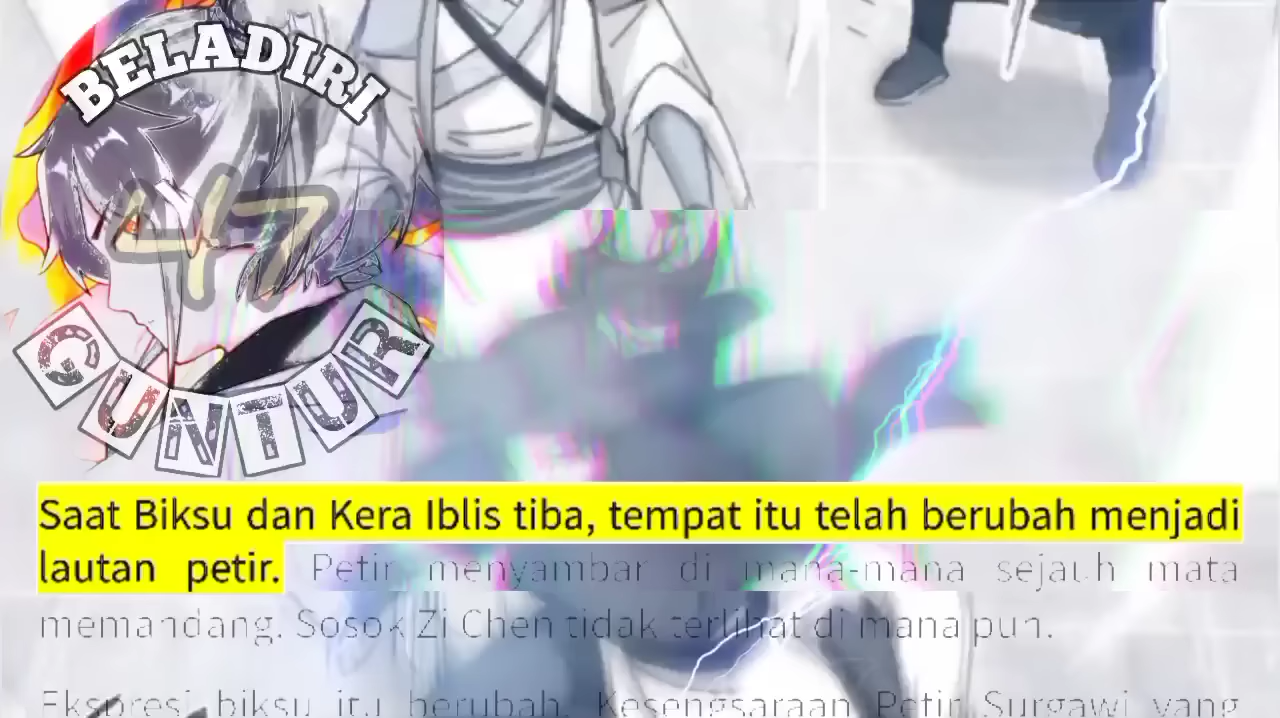 BELADIRI
47
GUNTUR
Saat Biksu dan Kera Iblis tiba, tempat itu telah berubah menjadi
lautan petir. Petir menyambar di mana-mana sejauh mata
memandang. Sosok Zi Chen tidak terlihat di mana pun.
Ekspresi biksu itu berubah. Kesengsaraan Petir Surgawi yang